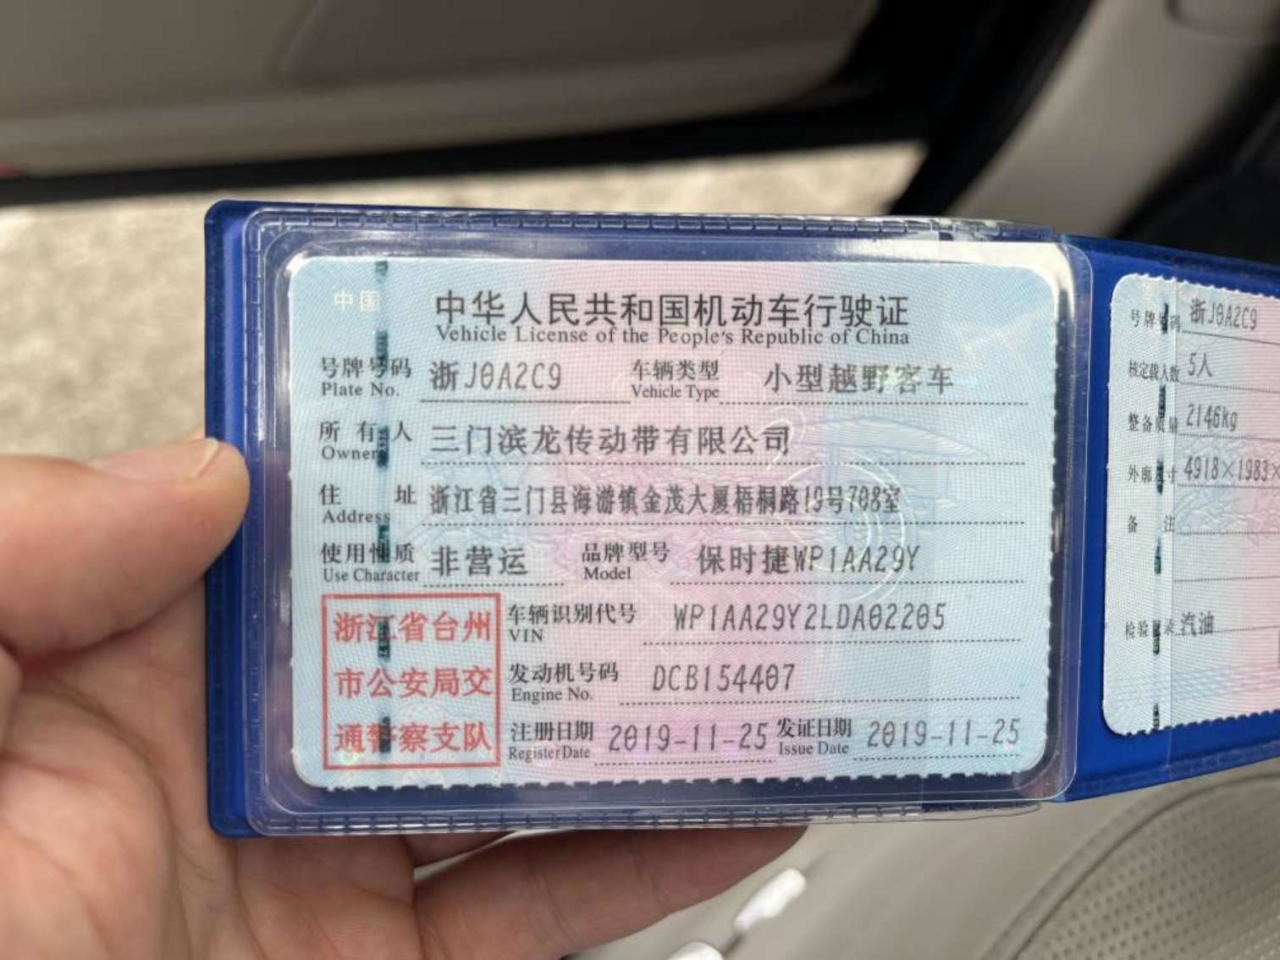 中国
中华人民共和国机动车行驶证
Vehicle License of the People's Republic of China
号牌号码 浙J0A2C9 车辆类型 小型越野客车
Plate No. Vehicle Type
所有人 三门滨龙传动带有限公司
Owner
住址 浙江省三门县海游镇金茂大厦梧桐路19号708室
Address
使用性质 非营运 品牌型号 保时捷WP1AA29Y
Use Character Model
浙江省台州
市公安局交
通警察支队
车辆识别代号 WP1AA29Y2LDA02205
VIN
发动机号码 DCB154407
Engine No.
注册日期 2019-11-25 发证日期 2019-11-25
Register Date Issue Date
号牌号码 浙J0A2C9
核定载人数 5人
整备质量 2146kg
外廓尺寸 4918×1983×
备注
检验记录 汽油